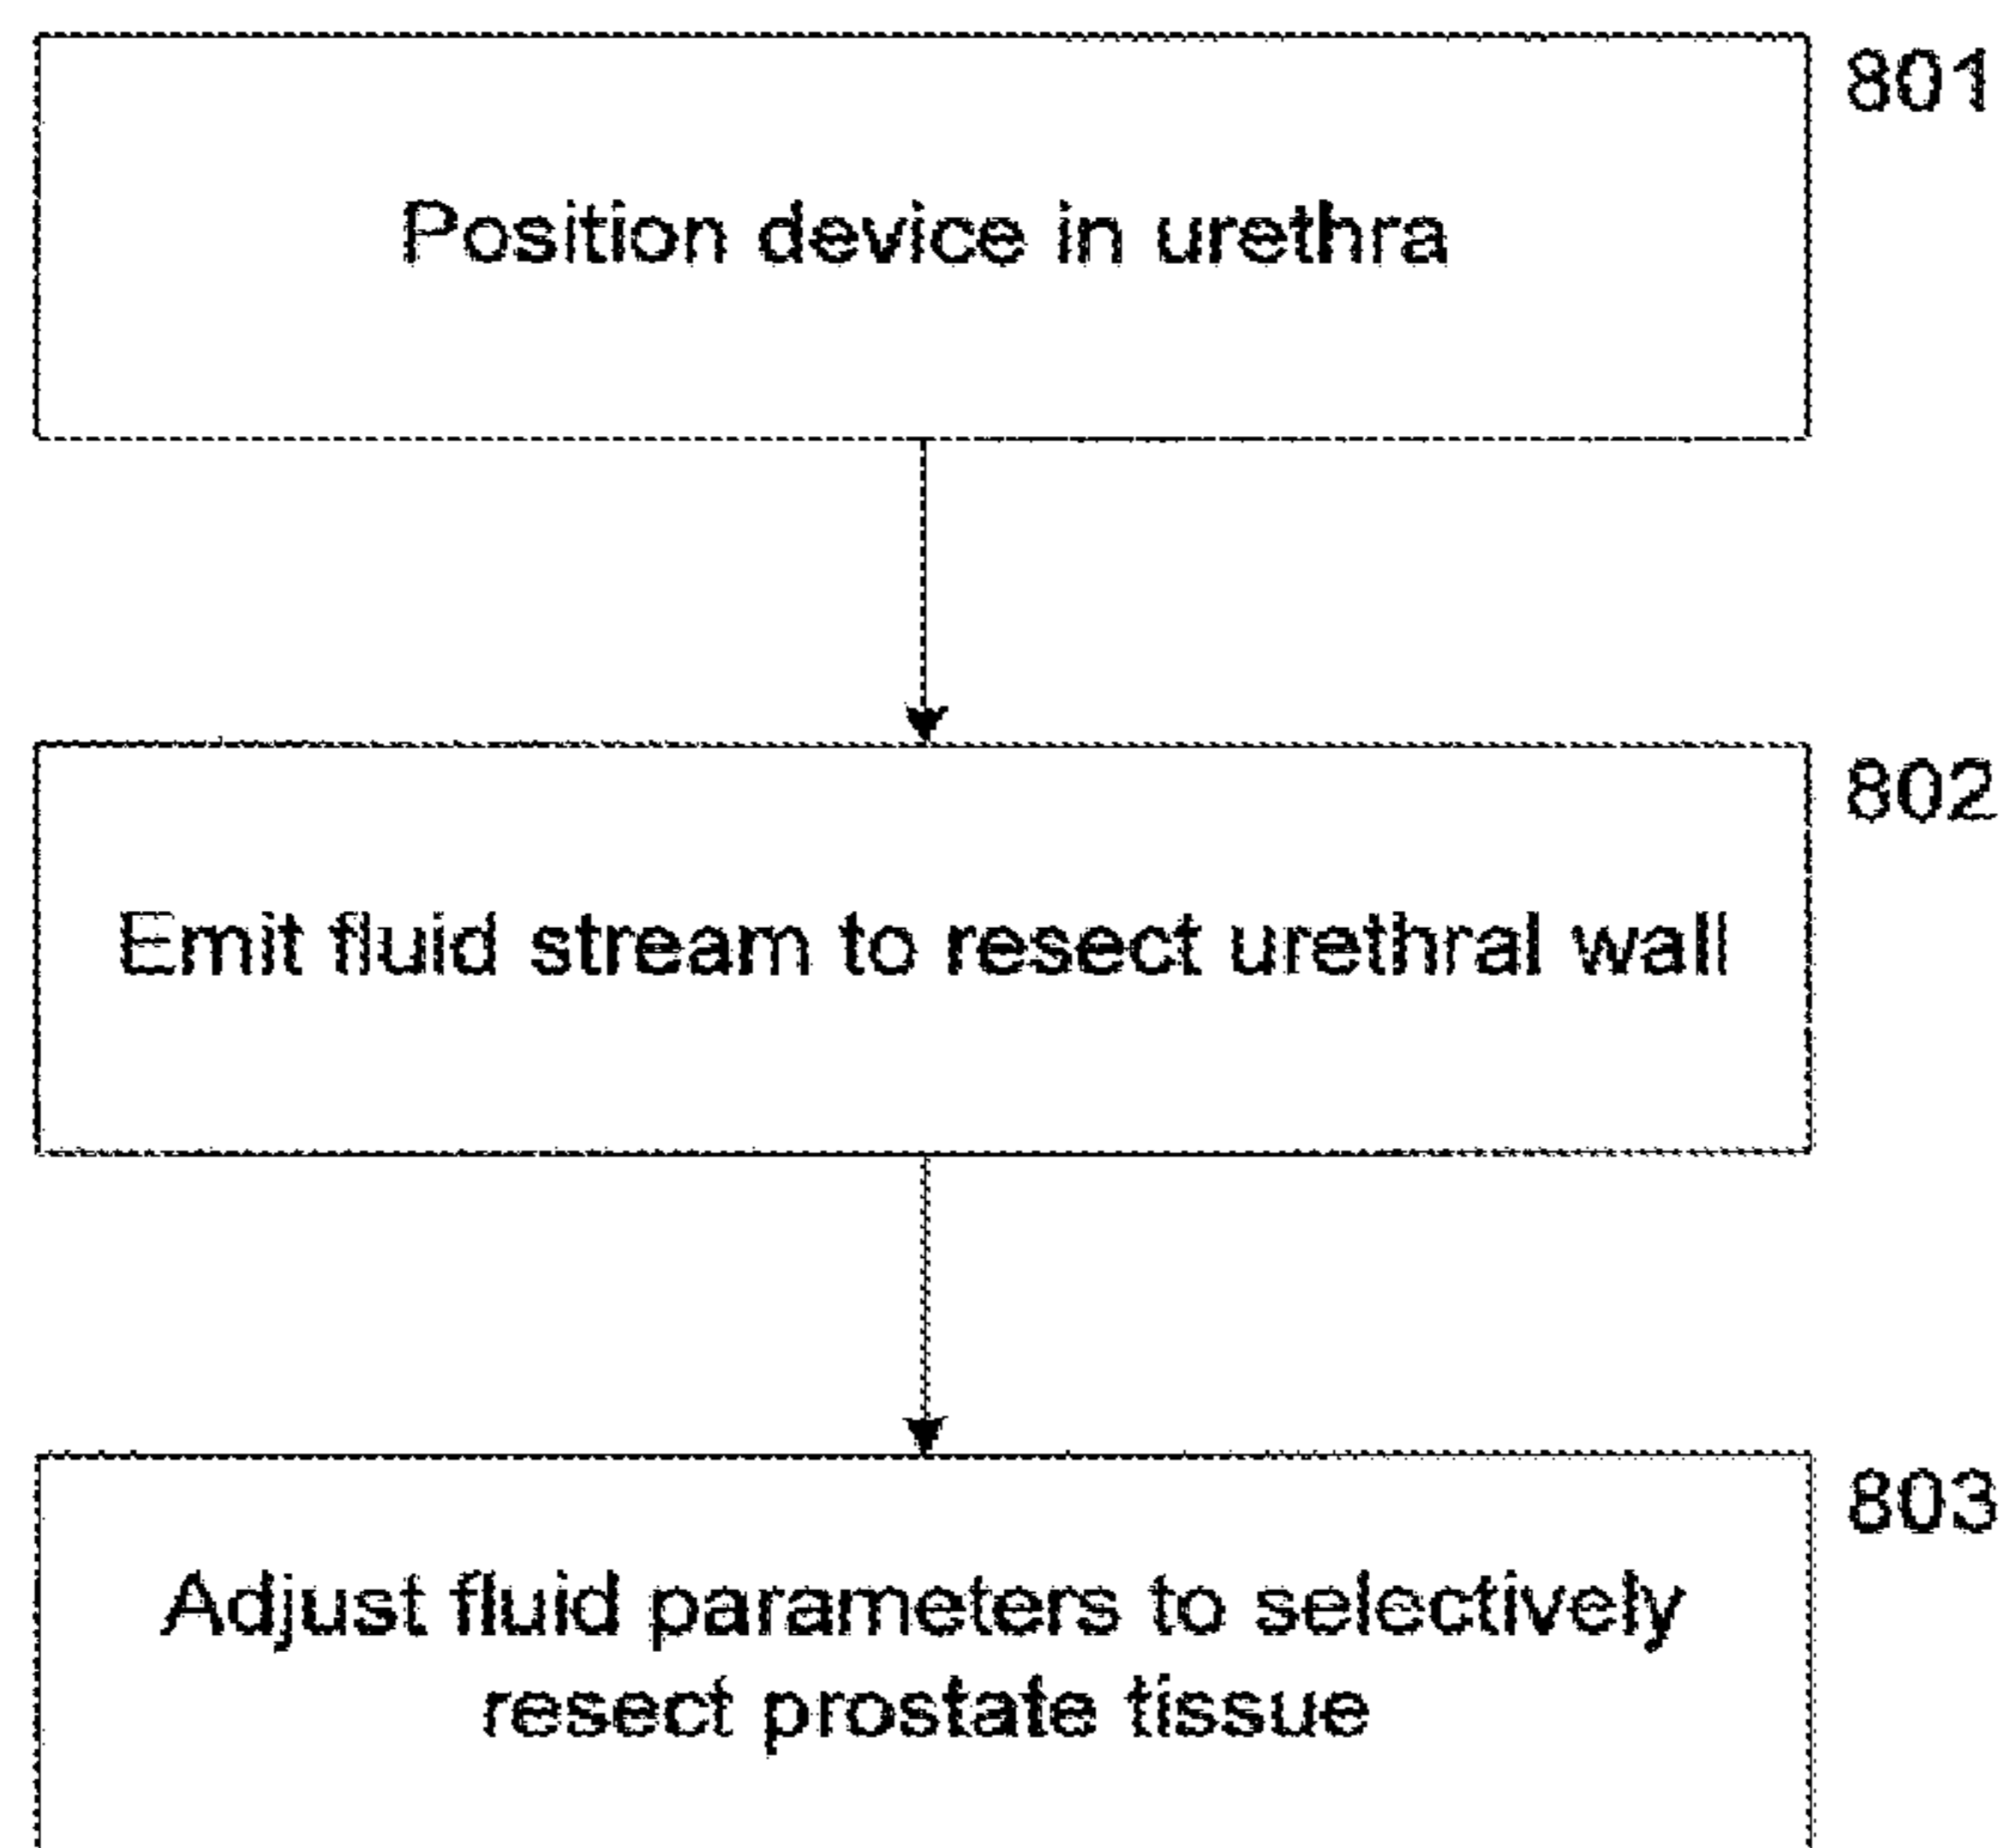 801
Position device in urethra
802
Emit fluid stream to resect urethral wall
803
Adjust fluid parameters to selectively
resect prostate tissue